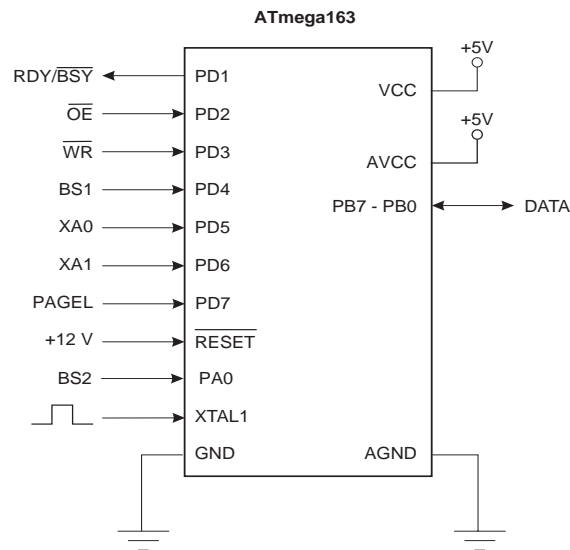 ATmega163
RDY/BSY PD1
OE PD2
WR PD3
BS1 PD4
XA0 PD5
XA1 PD6
PAGEL PD7
+12 V RESET
BS2 PA0
XTAL1
GND
+5V
VCC
+5V
AVCC
PB7 - PB0 DATA
AGND